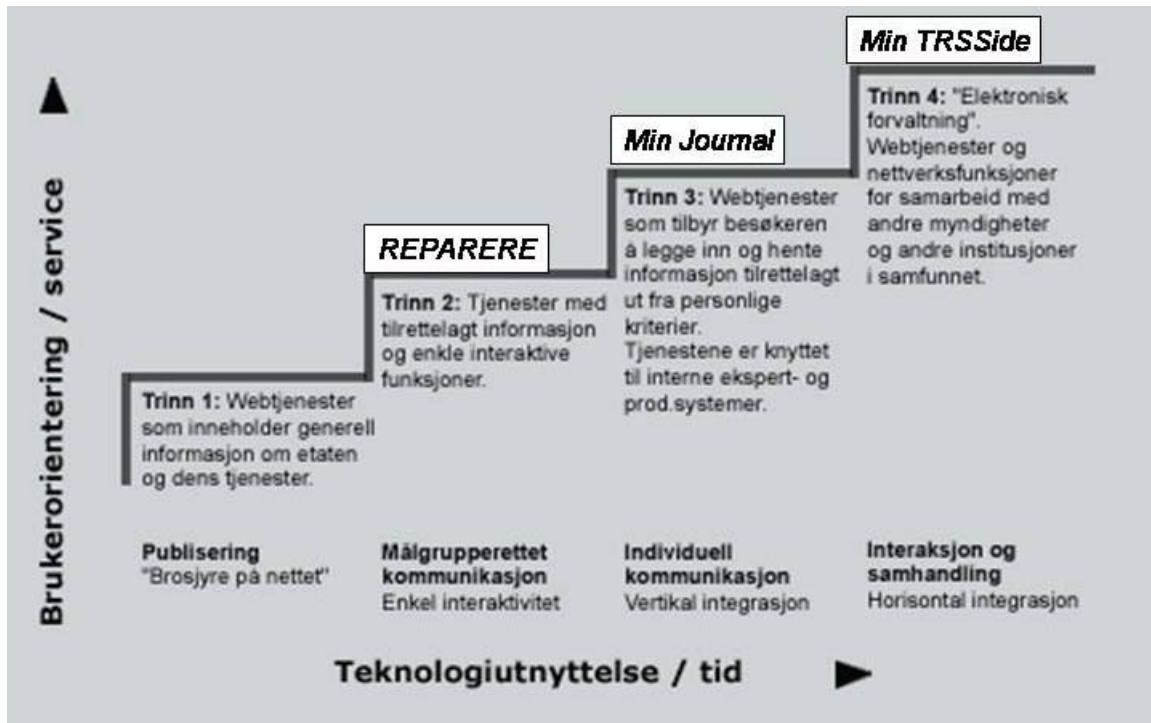 Min TRSSide
Trinn 4: "Elektronisk
forvaltning".
Webtjenester og
nettverksfunksjoner
for samarbeid med
andre myndigheter
og andre institusjoner
i samfunnet.
Min Journal
Trinn 3: Webtjenester
som tilbyr besøkeren
å legge inn og hente
informasjon tilrettelagt
ut fra personlige
kriterier.
Tjenestene er knyttet
til interne ekspert- og
prod.systemer.
REPARERE
Trinn 2: Tjenester med
tilrettelagt informasjon
og enkle interaktive
funksjoner.
Trinn 1: Webtjenester
som inneholder generell
informasjon om etaten
og dens tjenester.
Brukerorientering / service
Publisering
"Brosjyre på nettet"
Målgrupperettet
kommunikasjon
Enkel interaktivitet
Individuell
kommunikasjon
Vertikal integrasjon
Interaksjon og
samhandling
Horisontal integrasjon
Teknologiutnyttelse / tid